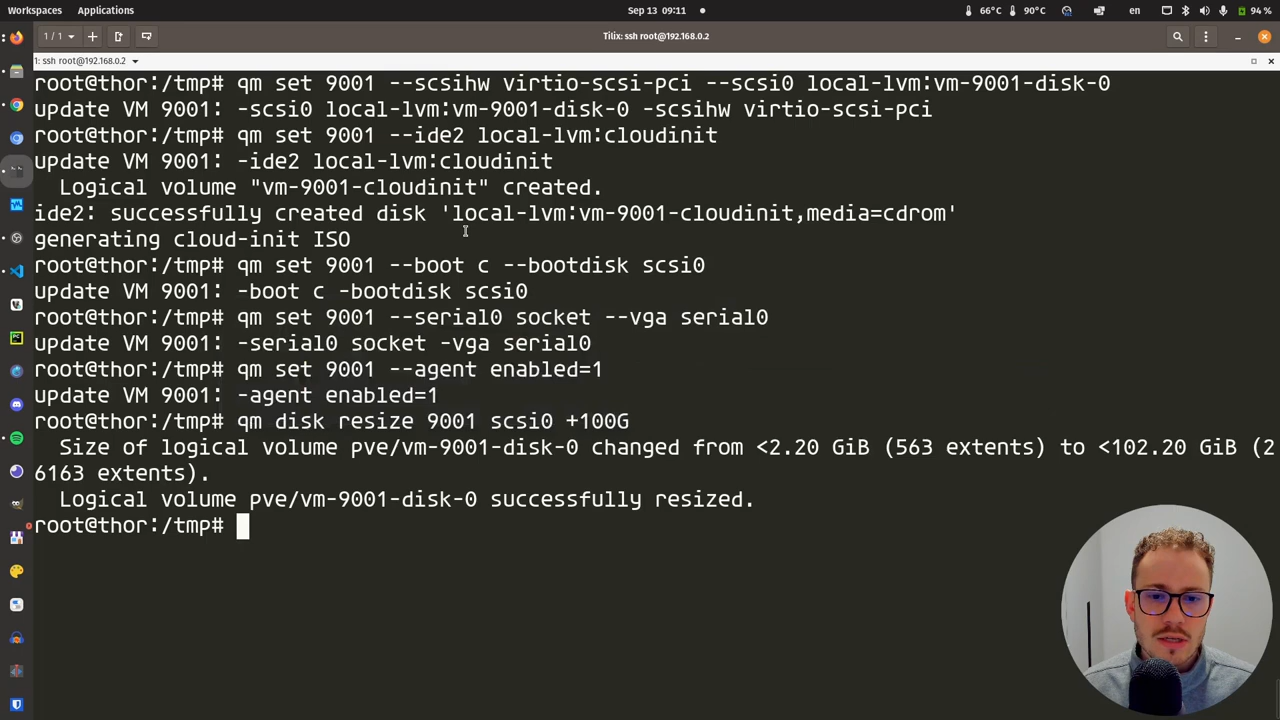 Workspaces Applications Sep 13 09:11 66°C 90°C en 94 %
1 / 1 Tilix: ssh root@192.168.0.2
1: ssh root@192.168.0.2
root@thor:/tmp# qm set 9001 --scsihw virtio-scsi-pci --scsi0 local-lvm:vm-9001-disk-0
update VM 9001: -scsi0 local-lvm:vm-9001-disk-0 -scsihw virtio-scsi-pci
root@thor:/tmp# qm set 9001 --ide2 local-lvm:cloudinit
update VM 9001: -ide2 local-lvm:cloudinit
  Logical volume "vm-9001-cloudinit" created.
ide2: successfully created disk 'local-lvm:vm-9001-cloudinit,media=cdrom'
generating cloud-init ISO
root@thor:/tmp# qm set 9001 --boot c --bootdisk scsi0
update VM 9001: -boot c -bootdisk scsi0
root@thor:/tmp# qm set 9001 --serial0 socket --vga serial0
update VM 9001: -serial0 socket -vga serial0
root@thor:/tmp# qm set 9001 --agent enabled=1
update VM 9001: -agent enabled=1
root@thor:/tmp# qm disk resize 9001 scsi0 +100G
  Size of logical volume pve/vm-9001-disk-0 changed from <2.20 GiB (563 extents) to <102.20 GiB (2
6163 extents).
  Logical volume pve/vm-9001-disk-0 successfully resized.
root@thor:/tmp#